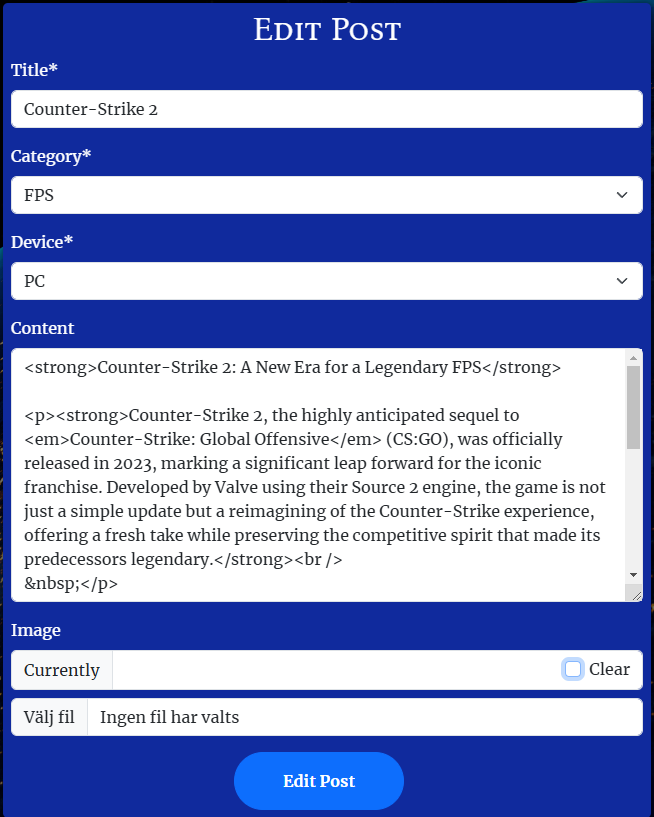 Edit Post
Title*
Counter-Strike 2
Category*
FPS
Device*
PC
Content
<strong>Counter-Strike 2: A New Era for a Legendary FPS</strong>
<p><strong>Counter-Strike 2, the highly anticipated sequel to
<em>Counter-Strike: Global Offensive</em> (CS:GO), was officially
released in 2023, marking a significant leap forward for the iconic
franchise. Developed by Valve using their Source 2 engine, the game is not
just a simple update but a reimagining of the Counter-Strike experience,
offering a fresh take while preserving the competitive spirit that made its
predecessors legendary.</strong><br />
&nbsp;</p>
Image
Currently Clear
Välj fil Ingen fil har valts
Edit Post